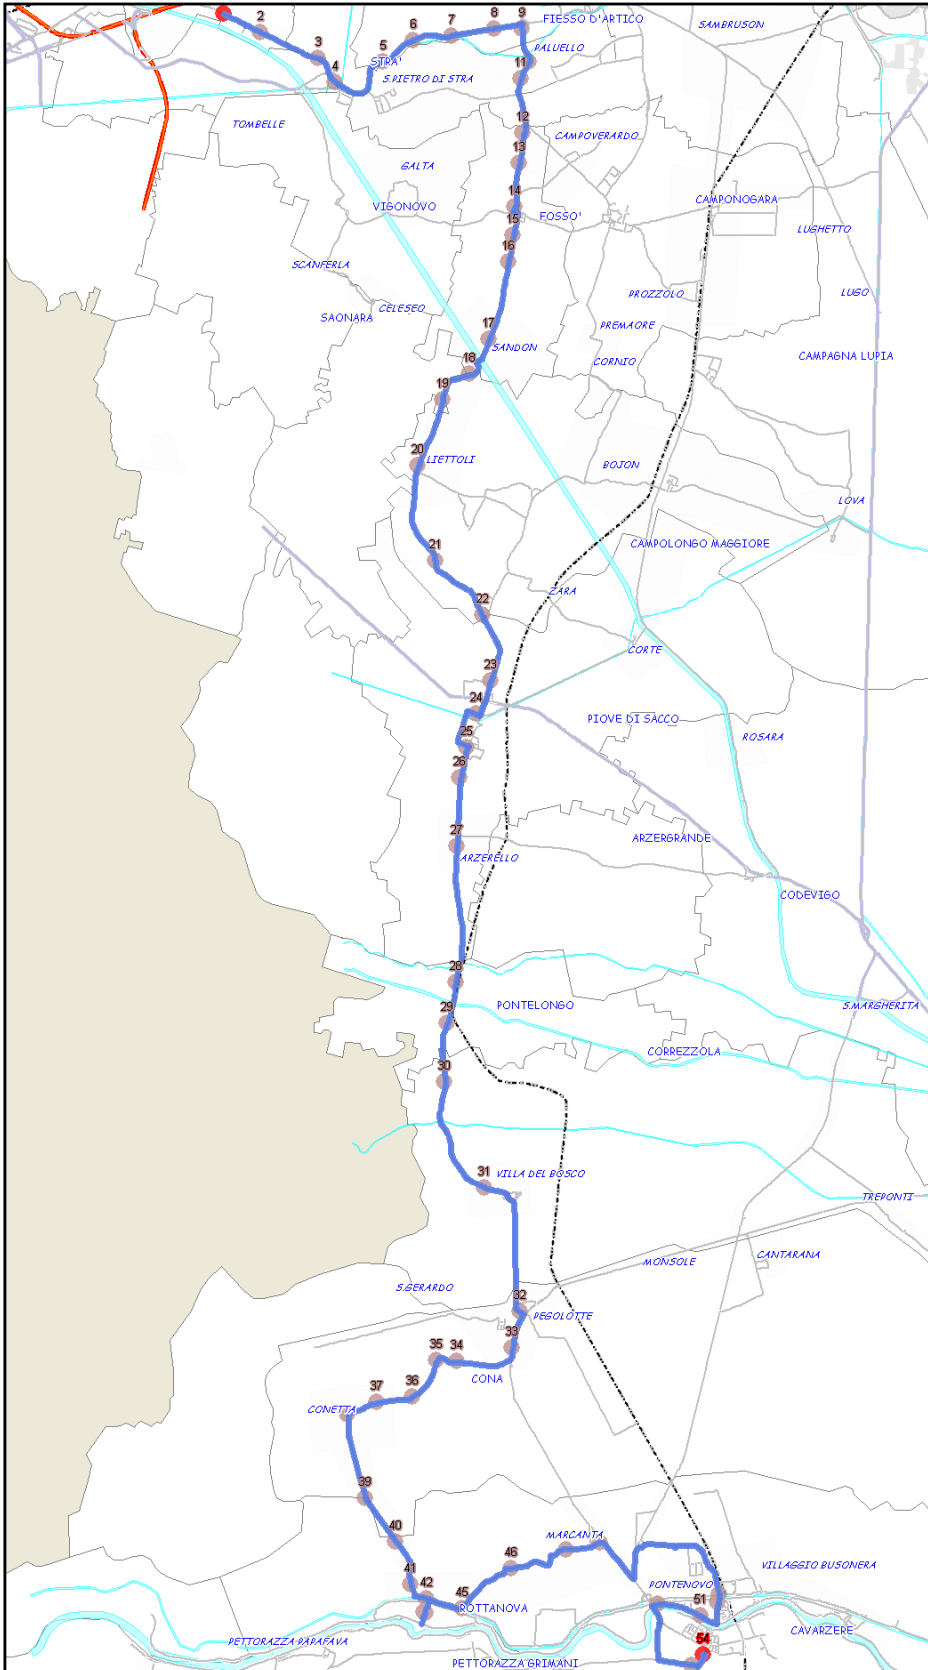 2
3
4
5
6
7
8
9
FIESSO D'ARTICO
SAMBRUSON
PALUELLO
STRA'
S.PIETRO DI STRA
11
TOMBELLE
12
CAMPOVERARDO
13
GALTA
14
VIGONOVO
15
FOSSO'
CAMPONOGARA
LUGHETTO
16
SCANFERLA
CELESEO
SAONARA
PROZZOLO
LUGO
PREMAORE
17
SANDON
18
CORNIO
CAMPAGNA LUPIA
19
20
LIETTOLI
BOJON
LOVA
21
CAMPOLONGO MAGGIORE
22
ZARA
CORTE
23
24
PIOVE DI SACCO
25
ROSARA
26
27
ARZERELLO
ARZERGRANDE
CODEVIGO
28
29
PONTELONGO
S.MARGHERITA
CORREZZOLA
30
31
VILLA DEL BOSCO
TREPONTI
CANTARANA
MONSOLE
S.GERARDO
32
PEGOLOTTE
33
35
34
CONA
37
36
CONETTA
39
40
MARCANTA
41
42
45
46
ROTTANOVA
VILLAGGIO BUSONERA
PONTENOVO
51
CAVARZERE
PETTORAZZA PAPAFAVA
54
PETTORAZZA GRIMANI